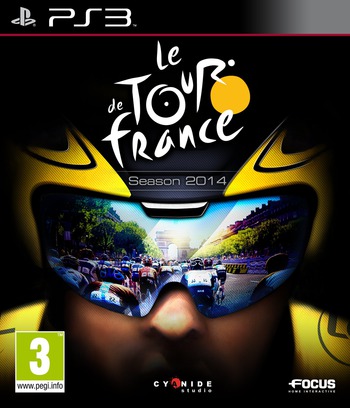 PS3
Le
de TOUR
france
Season 2014
3
www.pegi.info
CYANIDE
studio
FOCUS
HOME INTERACTIVE